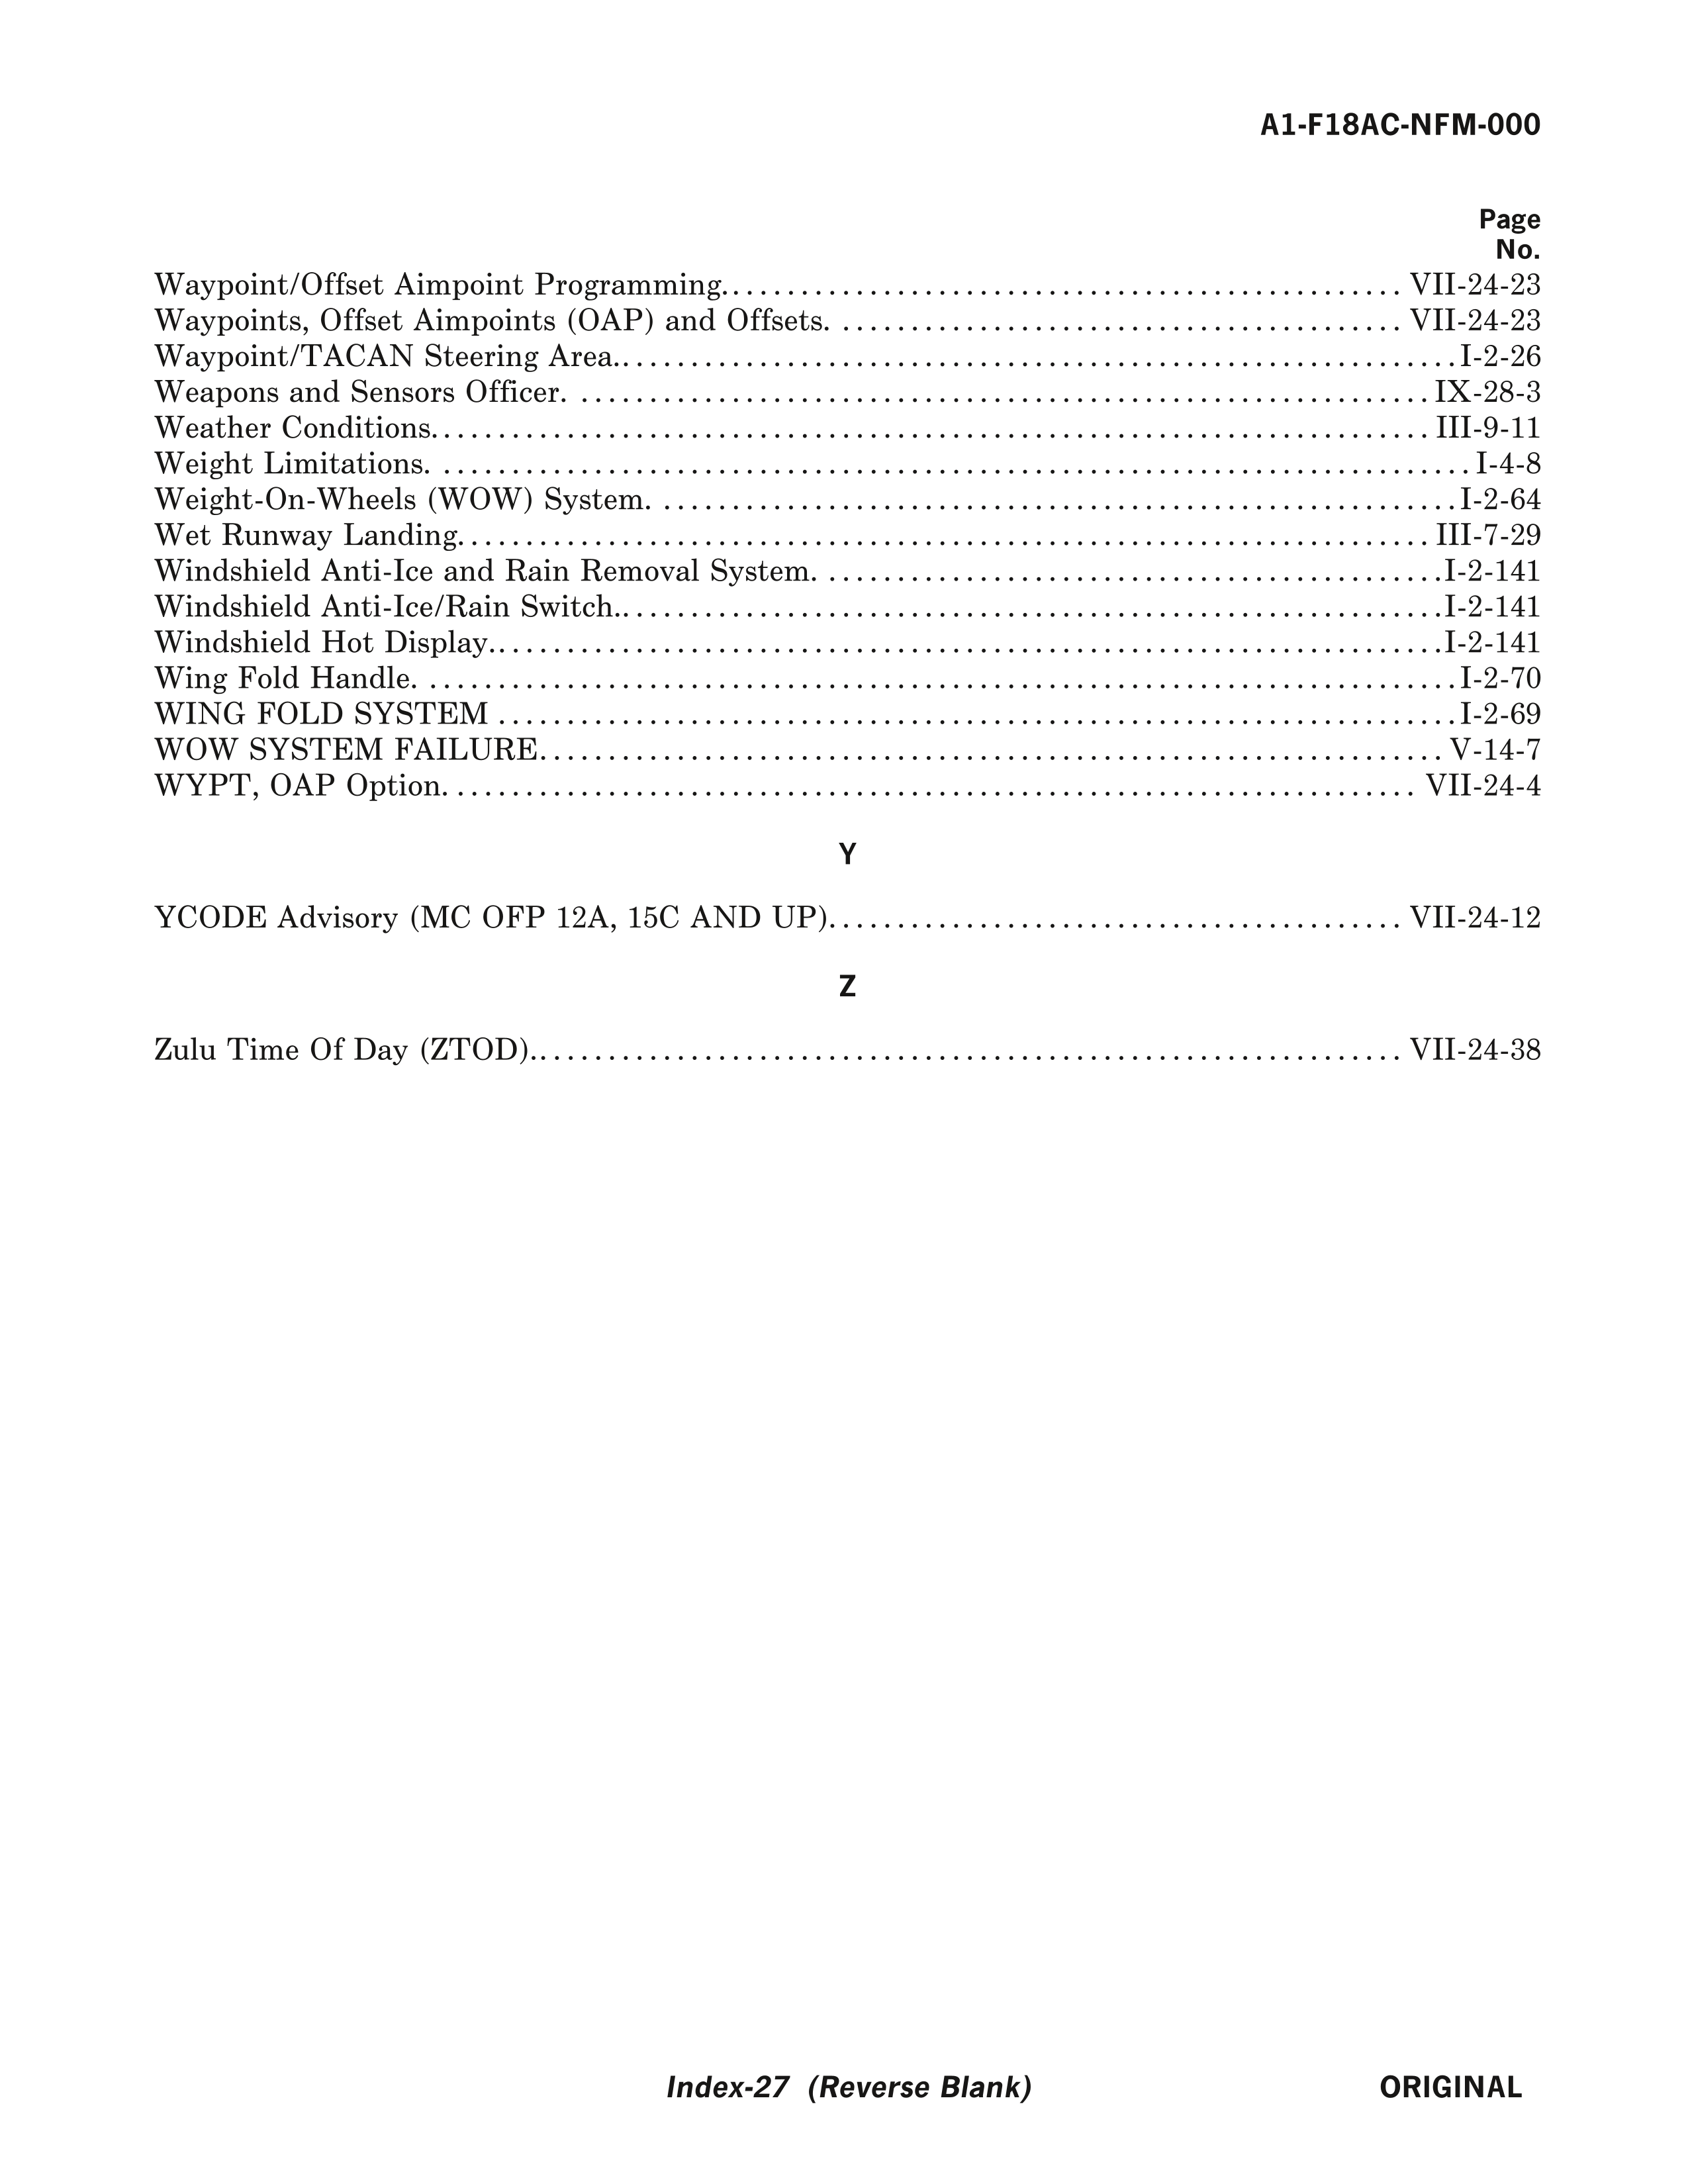 A1-F18AC-NFM-000
Page
No.
Waypoint/Offset Aimpoint Programming. . . . . . . . . . . . . . . . . . . . . . . . . . . . . . VII-24-23
Waypoints, Offset Aimpoints (OAP) and Offsets. . . . . . . . . . . . . . . . . . . . . . . . . VII-24-23
Waypoint/TACAN Steering Area. . . . . . . . . . . . . . . . . . . . . . . . . . . . . . I-2-26
Weapons and Sensors Officer. . . . . . . . . . . . . . . . . . . . . . . . . . . . . . IX-28-3
Weather Conditions. . . . . . . . . . . . . . . . . . . . . . . . . . . . . . III-9-11
Weight Limitations. . . . . . . . . . . . . . . . . . . . . . . . . . . . . . I-4-8
Weight-On-Wheels (WOW) System. . . . . . . . . . . . . . . . . . . . . . . . . . . . . . I-2-64
Wet Runway Landing. . . . . . . . . . . . . . . . . . . . . . . . . . . . . . III-7-29
Windshield Anti-Ice and Rain Removal System. . . . . . . . . . . . . . . . . . . . . . . . . I-2-141
Windshield Anti-Ice/Rain Switch. . . . . . . . . . . . . . . . . . . . . . . . . . . . . . I-2-141
Windshield Hot Display. . . . . . . . . . . . . . . . . . . . . . . . . . . . . . I-2-141
Wing Fold Handle. . . . . . . . . . . . . . . . . . . . . . . . . . . . . . I-2-70
WING FOLD SYSTEM . . . . . . . . . . . . . . . . . . . . . . . . . . . . . . I-2-69
WOW SYSTEM FAILURE. . . . . . . . . . . . . . . . . . . . . . . . . . . . . . V-14-7
WYPT, OAP Option. . . . . . . . . . . . . . . . . . . . . . . . . . . . . . VII-24-4
Y
YCODE Advisory (MC OFP 12A, 15C AND UP). . . . . . . . . . . . . . . . . . . . . . . . . VII-24-12
Z
Zulu Time Of Day (ZTOD). . . . . . . . . . . . . . . . . . . . . . . . . . . . . . VII-24-38
Index-27 (Reverse Blank) ORIGINAL